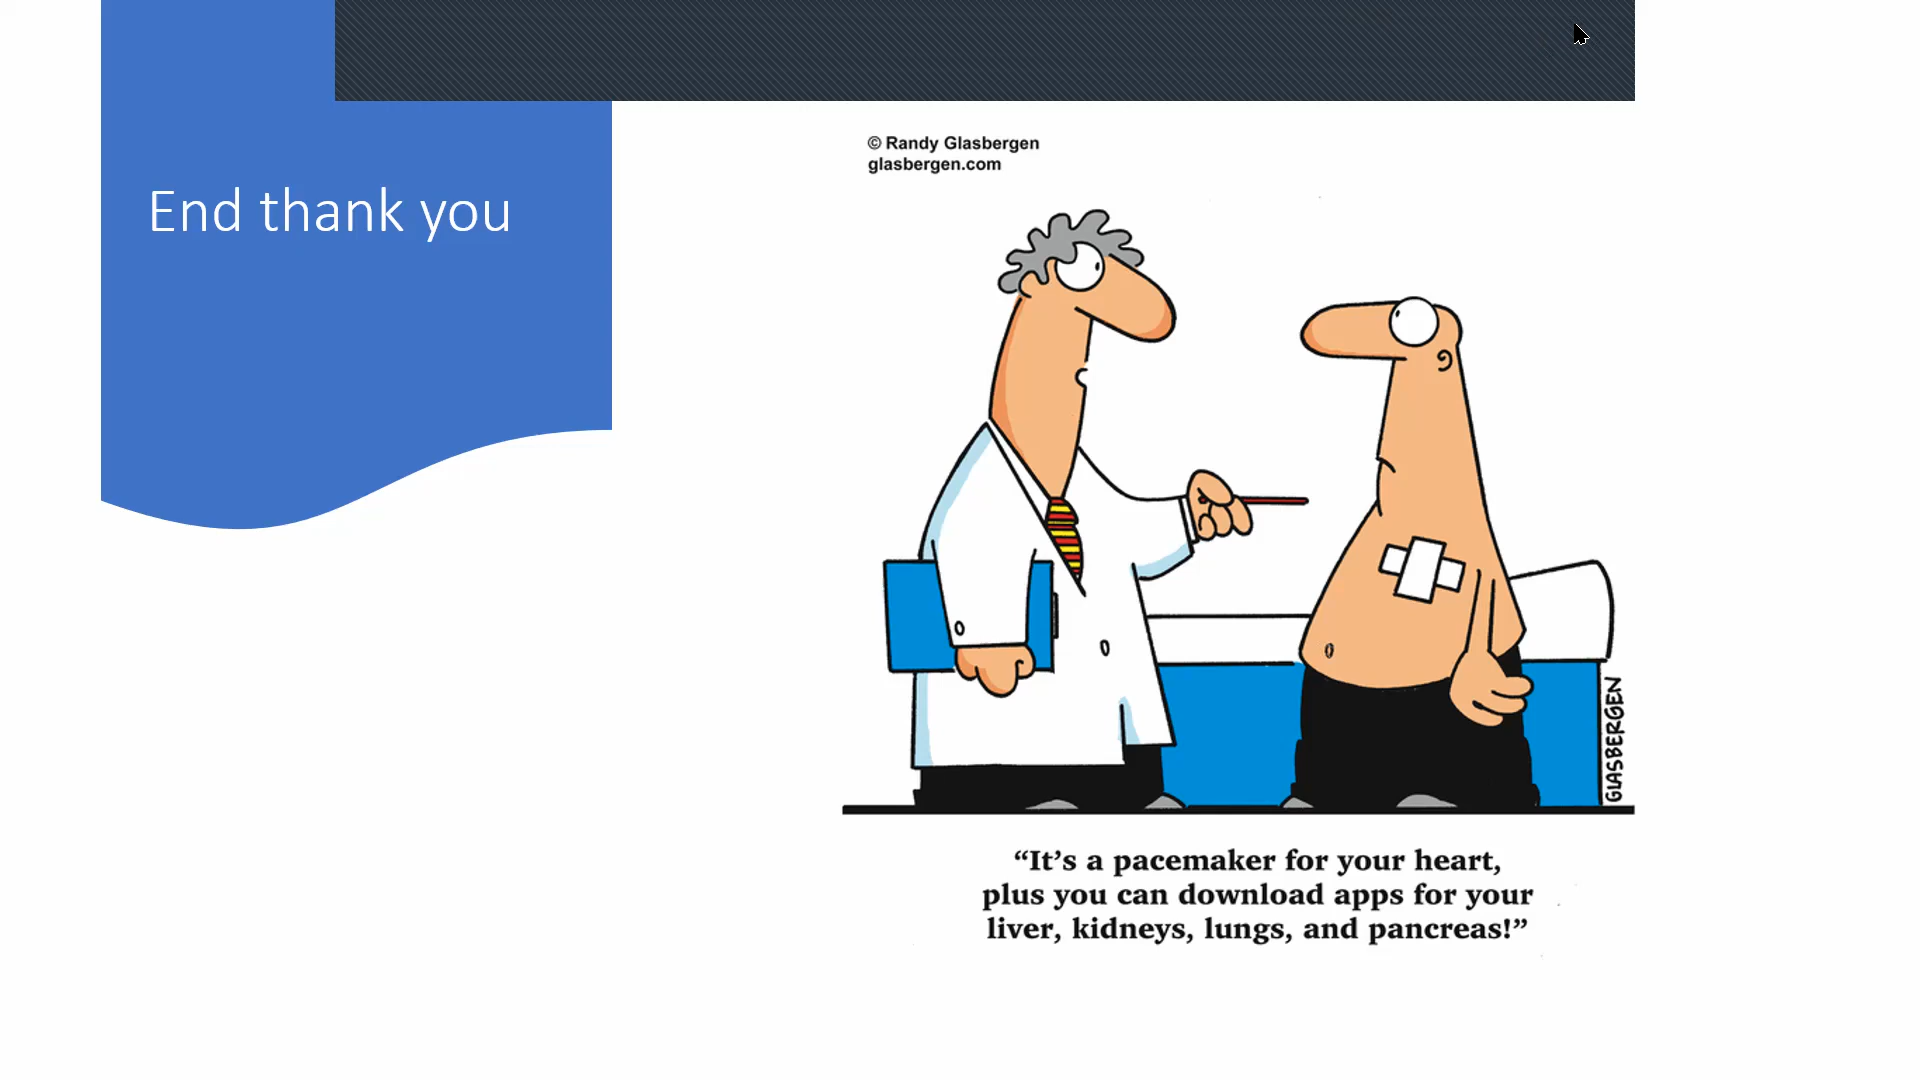 End thank you
© Randy Glasbergen
glasbergen.com
GLASBERGEN
“It’s a pacemaker for your heart,
plus you can download apps for your
liver, kidneys, lungs, and pancreas!”